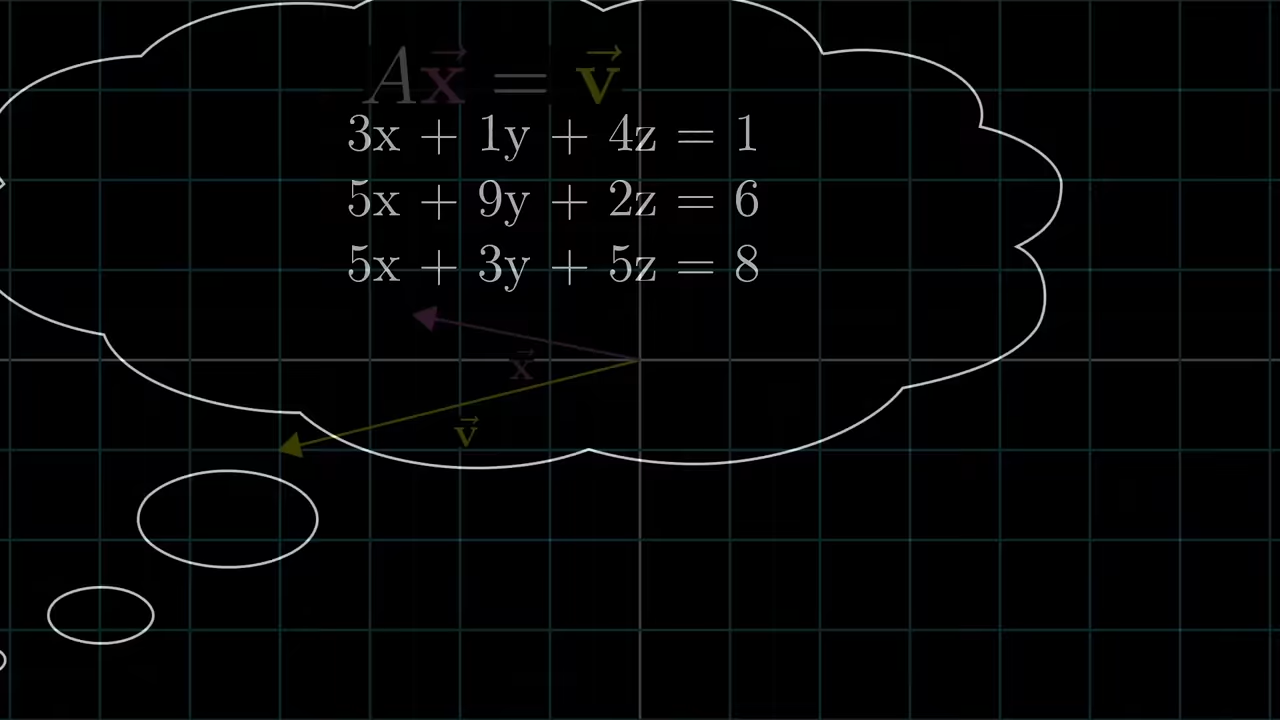 A𝐱⃗ = 𝐯⃗
3x + 1y + 4z = 1
5x + 9y + 2z = 6
5x + 3y + 5z = 8
𝐱⃗
𝐯⃗